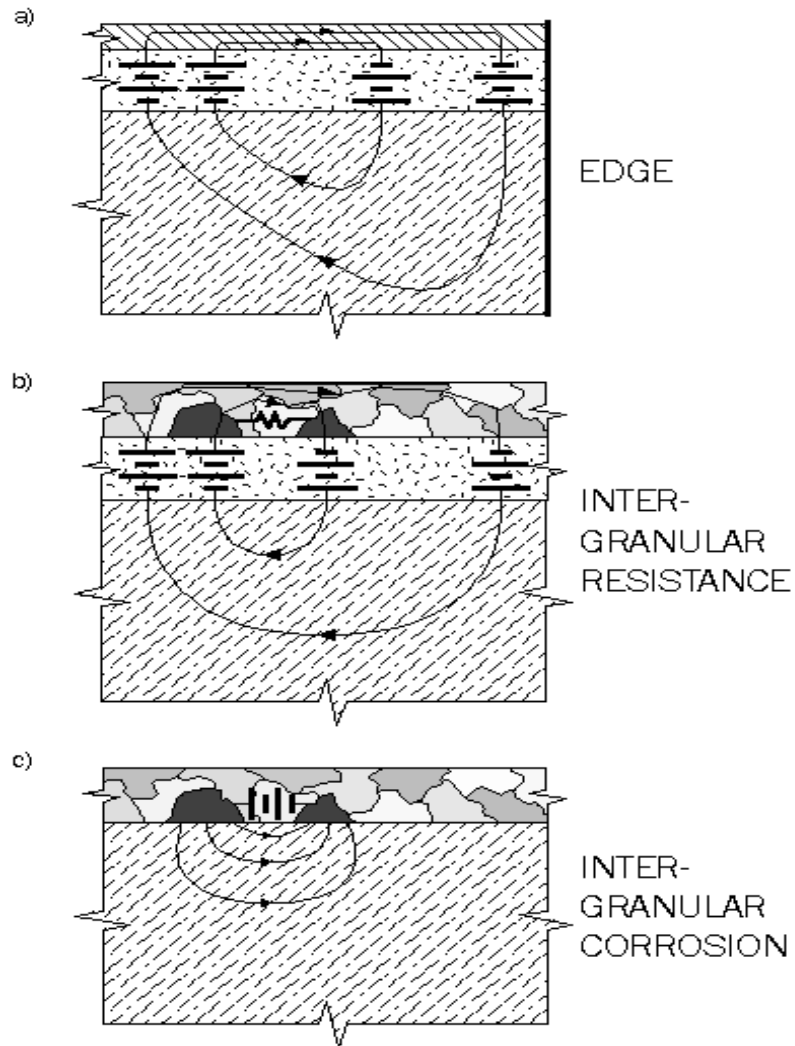 a)
EDGE
b)
INTER-
GRANULAR
RESISTANCE
c)
INTER-
GRANULAR
CORROSION